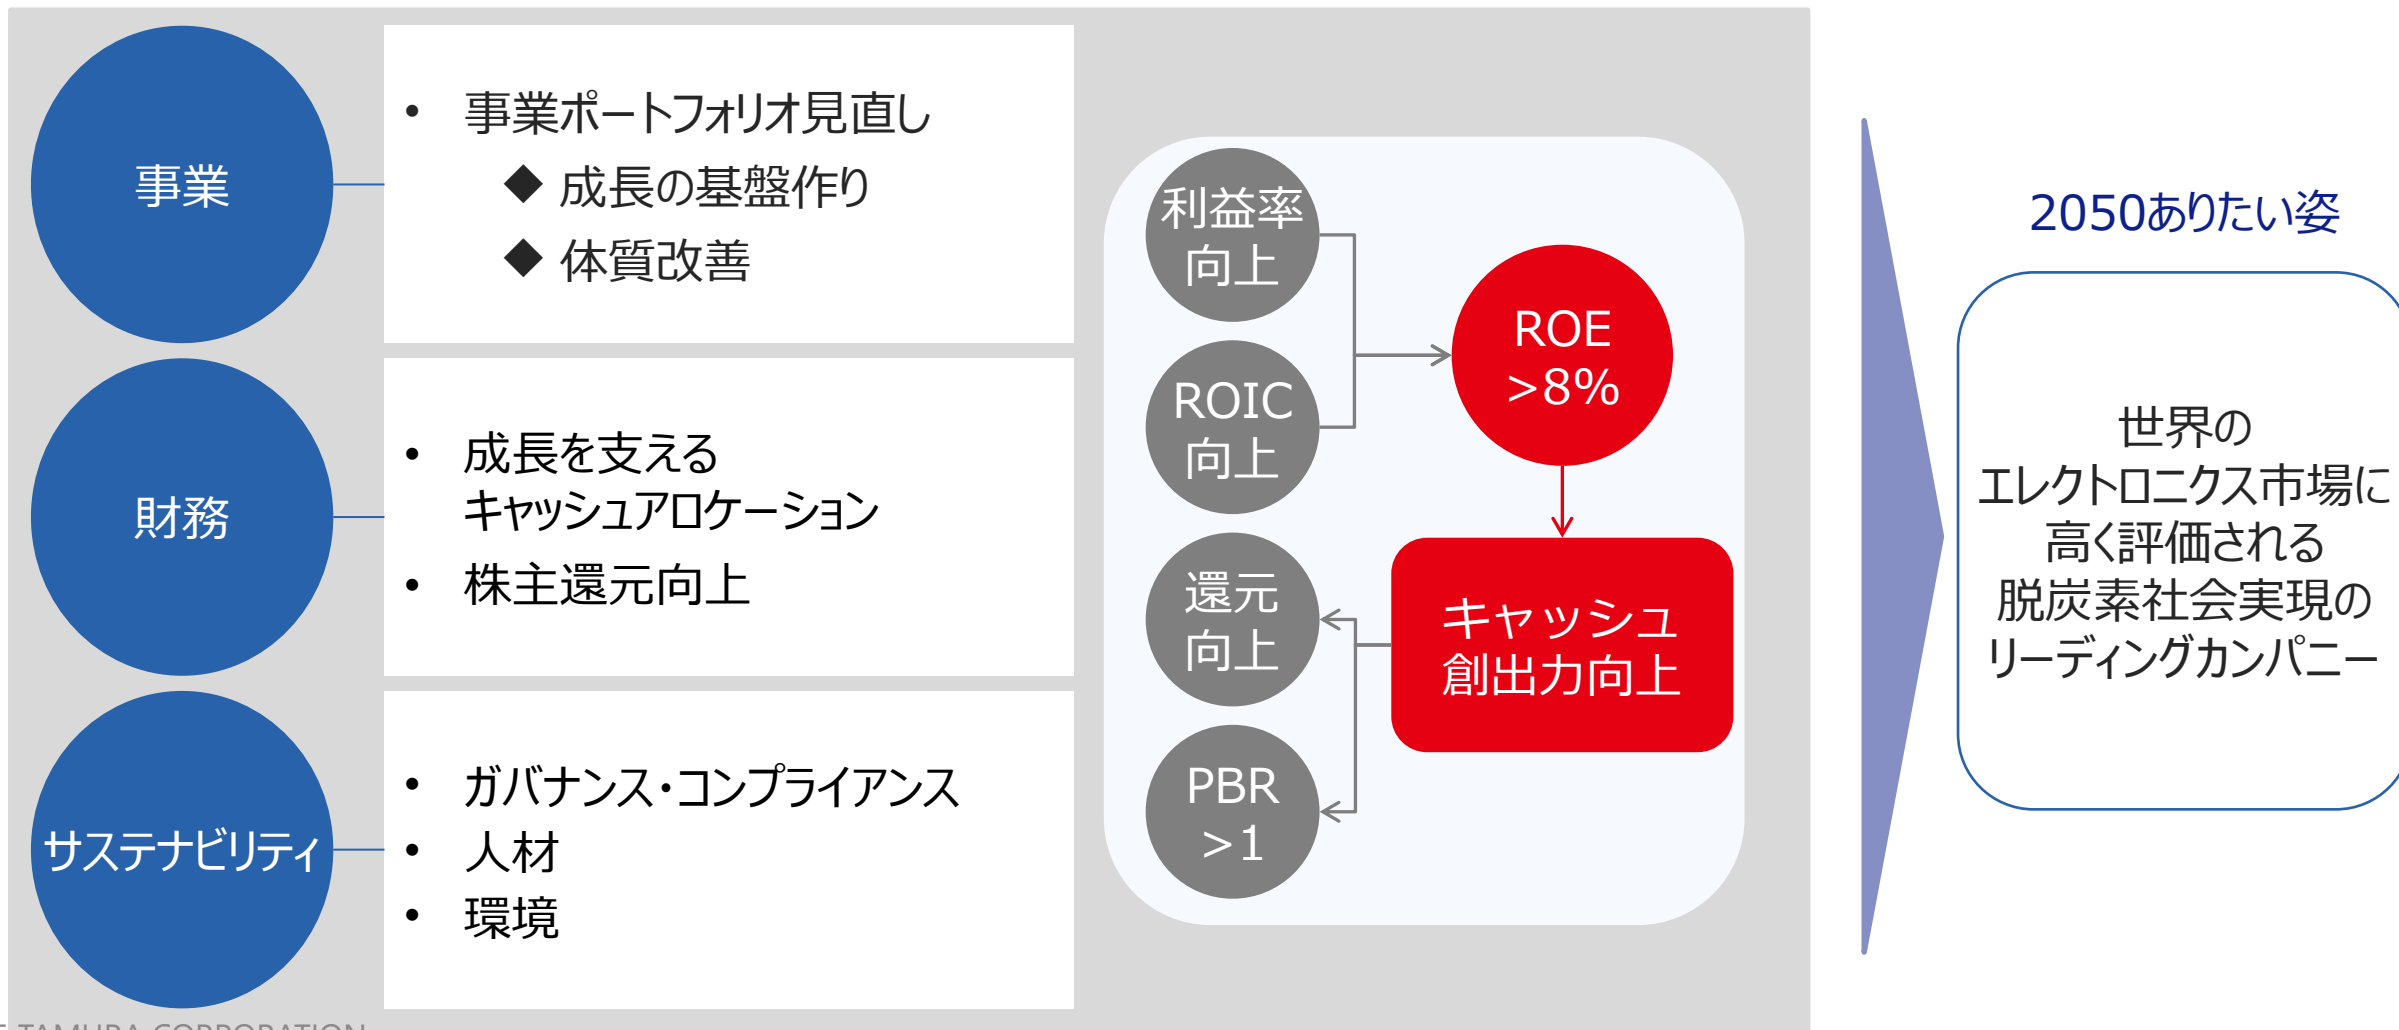 事業
• 事業ポートフォリオ見直し
◆ 成長の基盤作り
◆ 体質改善
財務
• 成長を支える
キャッシュアロケーション
• 株主還元向上
サステナビリティ
• ガバナンス・コンプライアンス
• 人材
• 環境
利益率
向上
ROIC
向上
ROE
>8%
キャッシュ
創出力向上
還元
向上
PBR
>1
2050ありたい姿
世界の
エレクトロニクス市場に
高く評価される
脱炭素社会実現の
リーディングカンパニー
TAMURA CORPORATION